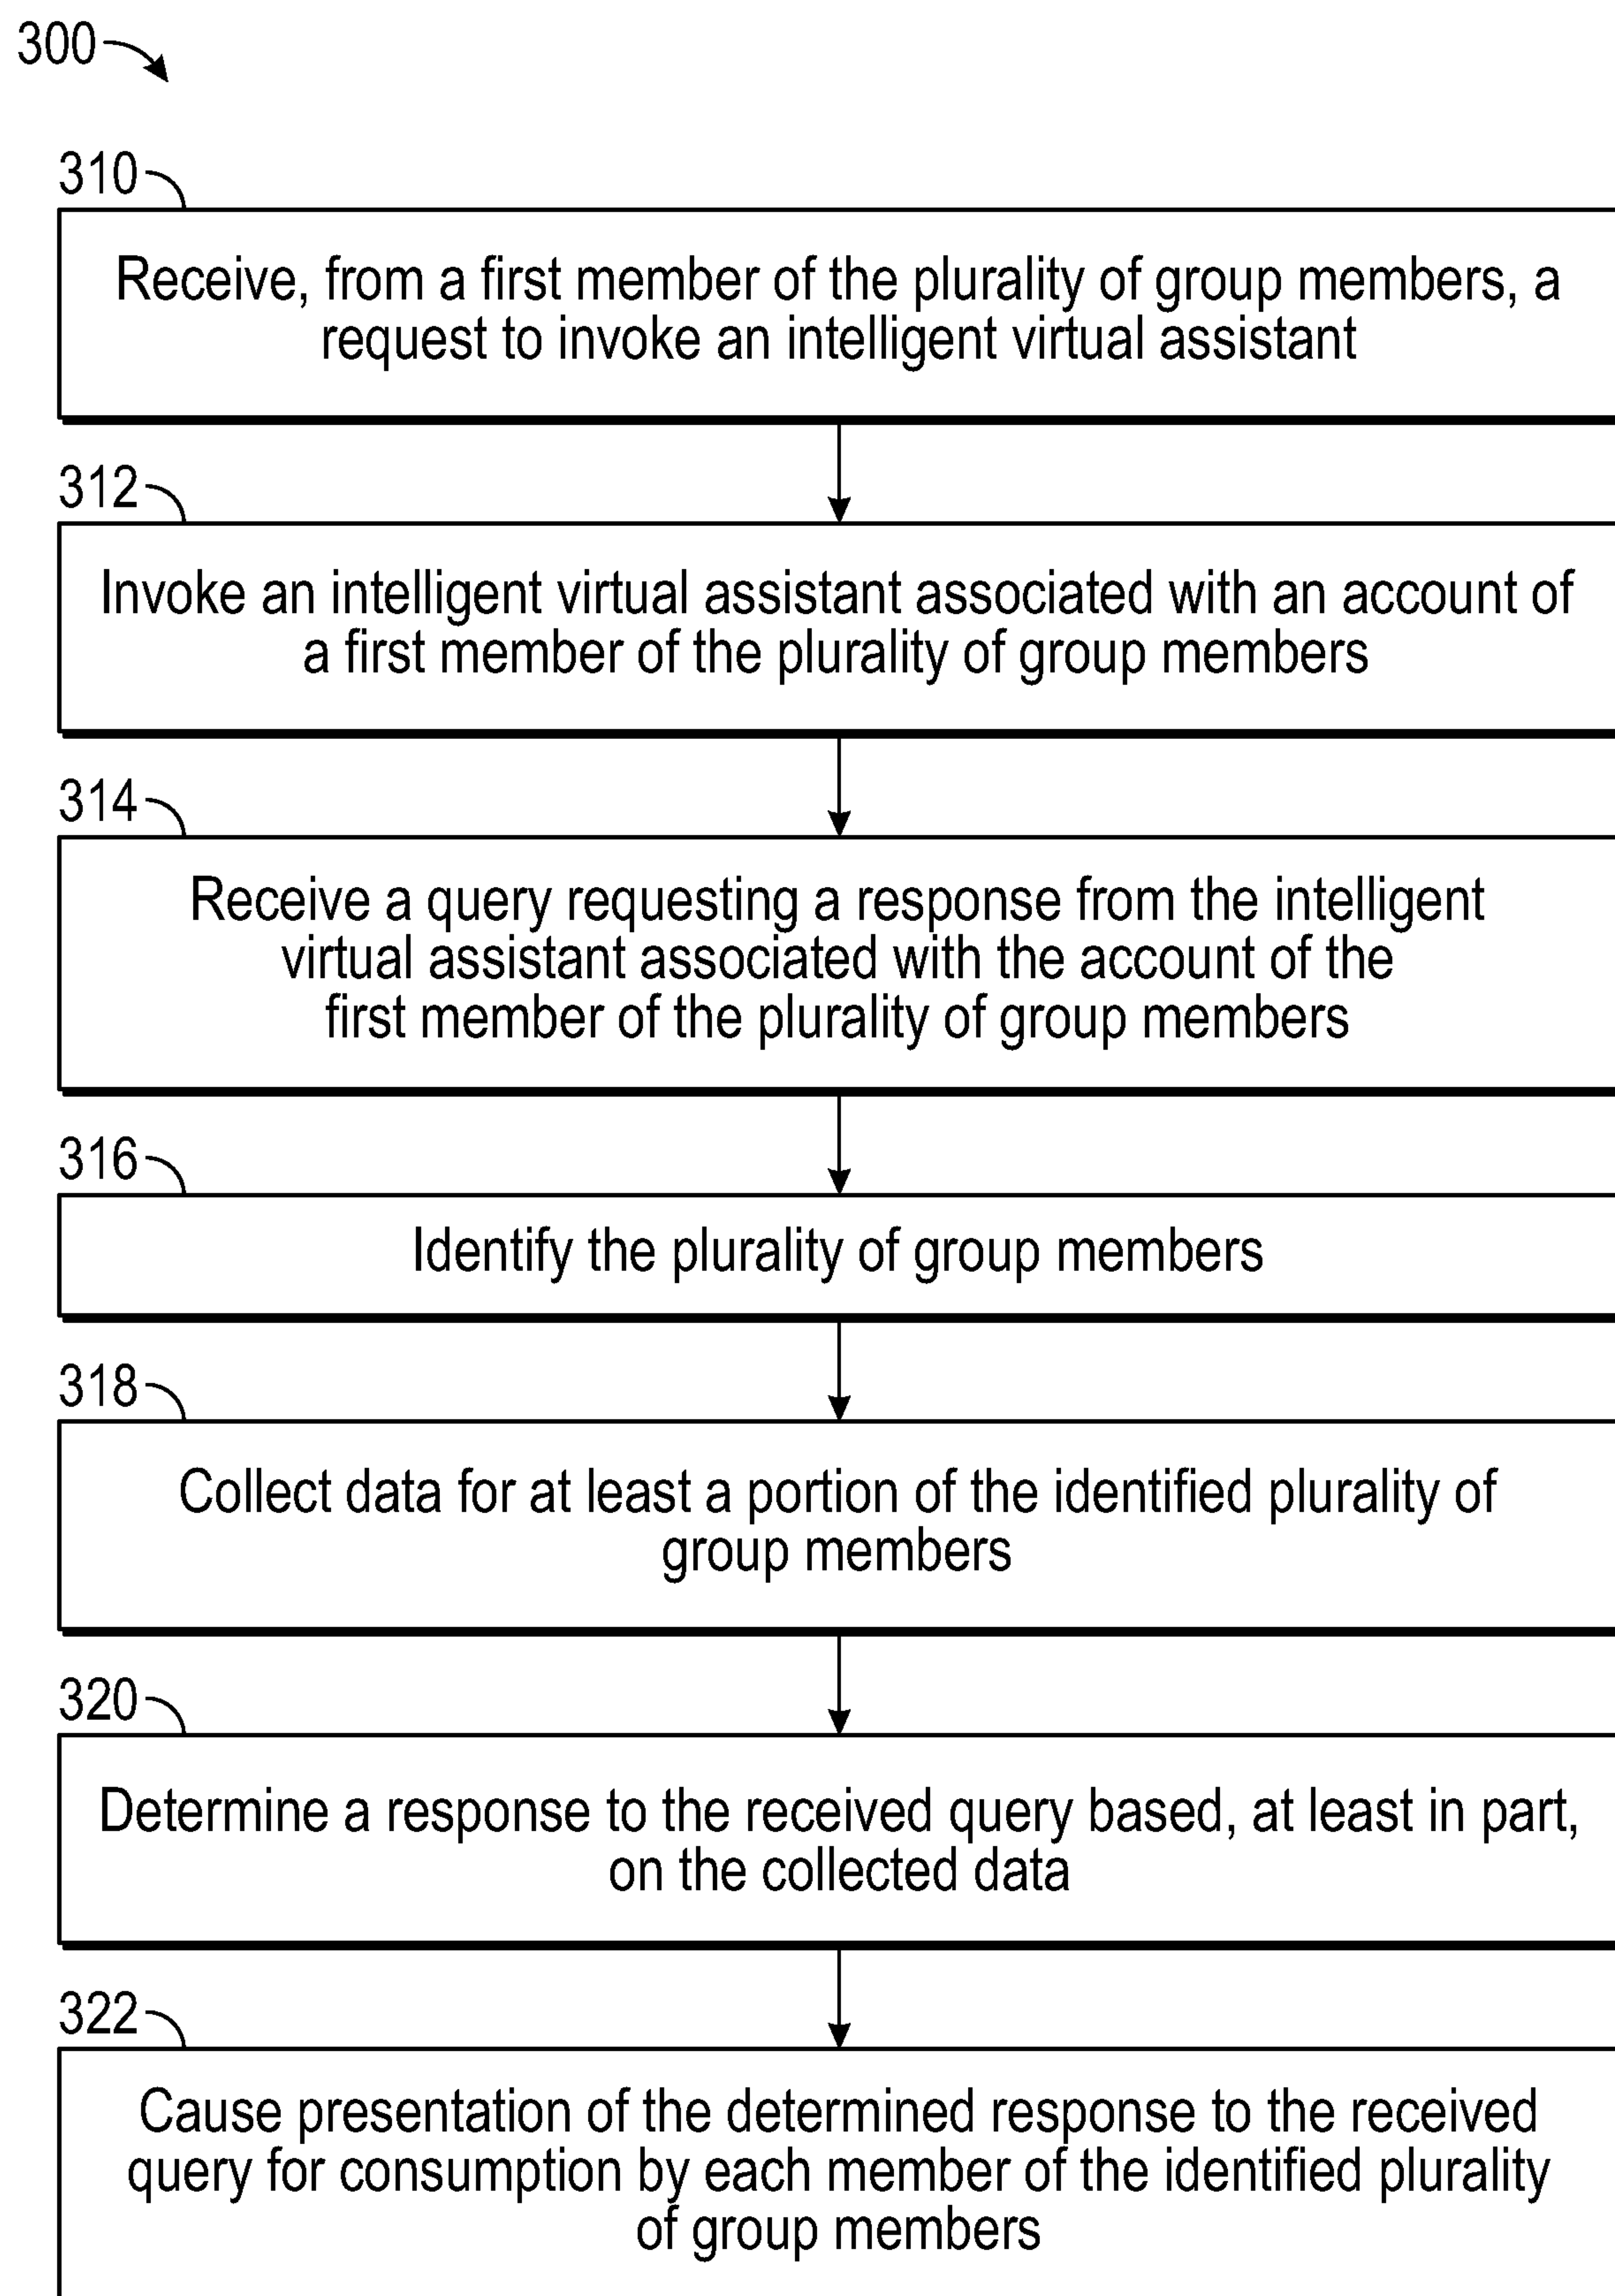 300
310
Receive, from a first member of the plurality of group members, a
request to invoke an intelligent virtual assistant
312
Invoke an intelligent virtual assistant associated with an account of
a first member of the plurality of group members
314
Receive a query requesting a response from the intelligent
virtual assistant associated with the account of the
first member of the plurality of group members
316
Identify the plurality of group members
318
Collect data for at least a portion of the identified plurality of
group members
320
Determine a response to the received query based, at least in part,
on the collected data
322
Cause presentation of the determined response to the received
query for consumption by each member of the identified plurality
of group members